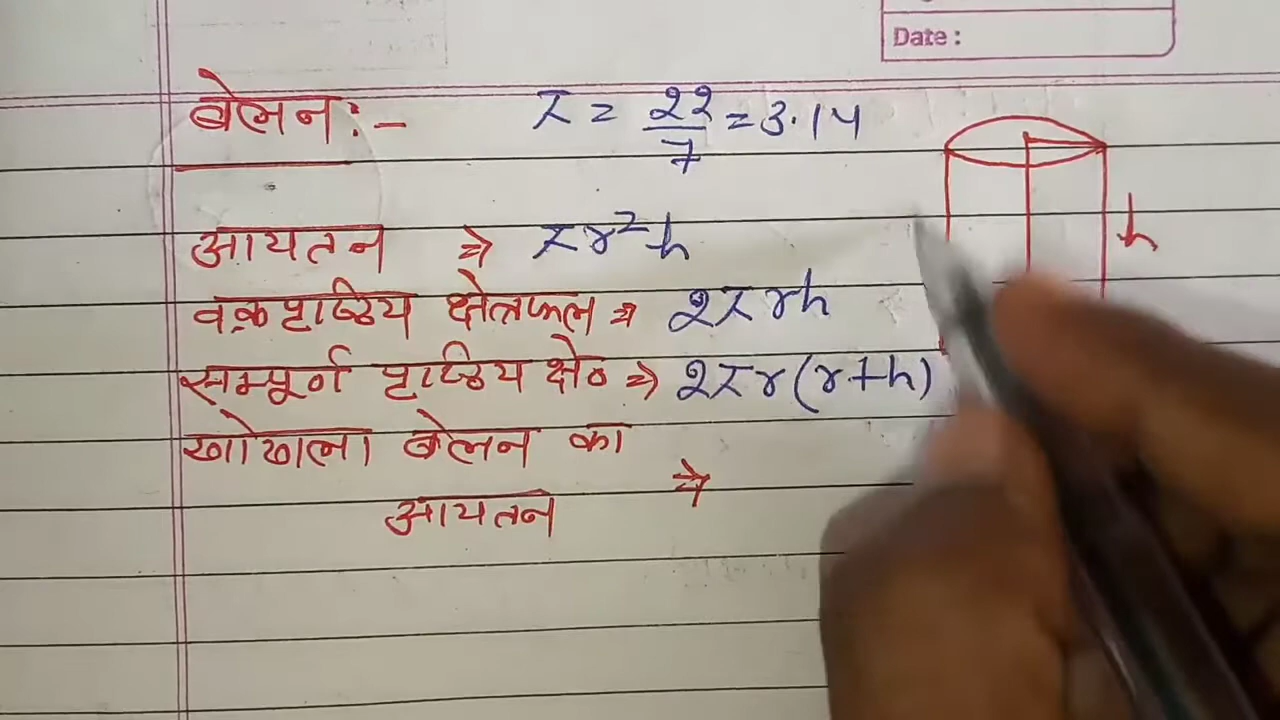 Date :
बेलन :- π = 22/7 = 3.14
आयतन ⇒ πr²h
h
वक्रपृष्ठिय क्षेत्रफल ⇒ 2πrh
सम्पूर्ण पृष्ठिय क्षे० ⇒ 2πr(r+h)
खोखला बेलन का
आयतन ⇒